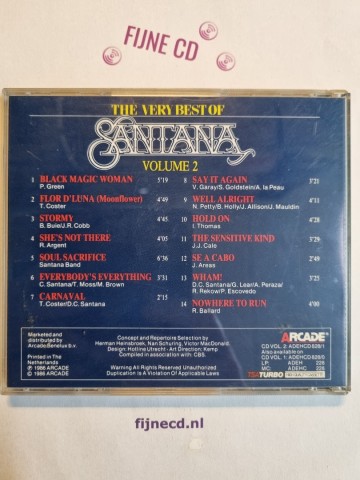 FIJNE CD
THE VERY BEST OF
SANTANA
VOLUME 2
1 BLACK MAGIC WOMAN 5'19
P. Green
2 FLOR D'LUNA (Moonflower) 4'49
T. Coster
3 STORMY 4'45
B. Buie/J.R. Cobb
4 SHE'S NOT THERE 4'05
R. Argent
5 SOUL SACRIFICE 6'36
Santana Band
6 EVERYBODY'S EVERYTHING 3'31
C. Santana/T. Moss/M. Brown
7 CARNAVAL 2'15
T. Coster/D.C. Santana
8 SAY IT AGAIN 3'21
V. Garay/S. Goldstein/A. la Peau
9 WELL ALRIGHT 4'11
N. Petty/B. Holly/J. Allison/J. Mauldin
10 HOLD ON 4'28
I. Thomas
11 THE SENSITIVE KIND 3'29
J.J. Cale
12 SE A CABO 2'49
J. Areas
13 WHAM! 3'25
D.C. Santana/G. Lear/A. Perazal
R. Rekow/P. Escovedo
14 NOWHERE TO RUN 4'00
R. Ballard
Marketed and
distributed by
Arcade Benelux b.v.
Printed in The
Netherlands
℗ 1986 ARCADE
© 1986 ARCADE
Concept and Repertoire Selection by
Herman Heinsbroek, Nan Schuring, Victor MacDonald.
Design: Hotline Utrecht - Art Direction: Kemp
Compiled in association with: CBS.
Warning All Rights Reserved Unauthorized
Duplication Is A Violation Of Applicable Laws
ARCADE
CD VOL. 2: ADEHCD 828/1
Also available on
CD VOL. 1: ADEHCD 828/5
LP: ADEH 228
MC: ADEHC 228
TURBO
fijnecd.nl